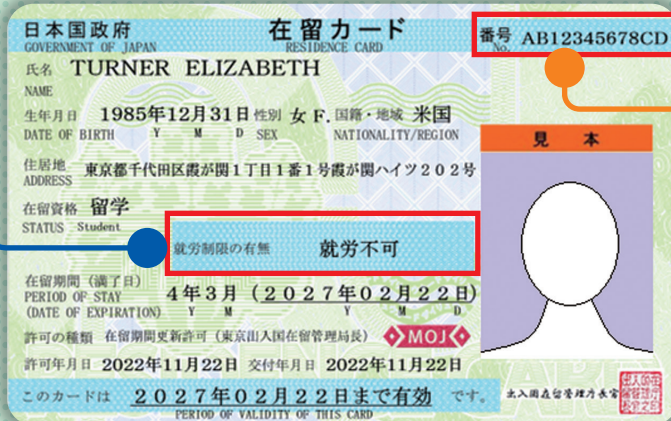 日本国政府 在留カード 番号 AB12345678CD
GOVERNMENT OF JAPAN RESIDENCE CARD No.
氏名 TURNER ELIZABETH
NAME
生年月日 1985年12月31日 性別 女 F. 国籍・地域 米国
DATE OF BIRTH Y M D SEX NATIONALITY/REGION
見本
住居地 東京都千代田区霞が関1丁目1番1号霞が関ハイツ202号
ADDRESS
在留資格 留学
STATUS Student
就労制限の有無 就労不可
在留期間(満了日)
PERIOD OF STAY 4年3月(2027年02月22日)
(DATE OF EXPIRATION) Y M Y M D
許可の種類 在留期間更新許可(東京出入国在留管理局長) MOJ
許可年月日 2022年11月22日 交付年月日 2022年11月22日
このカードは 2027年02月22日まで有効 です。 出入国在留管理庁長官
PERIOD OF VALIDITY OF THIS CARD